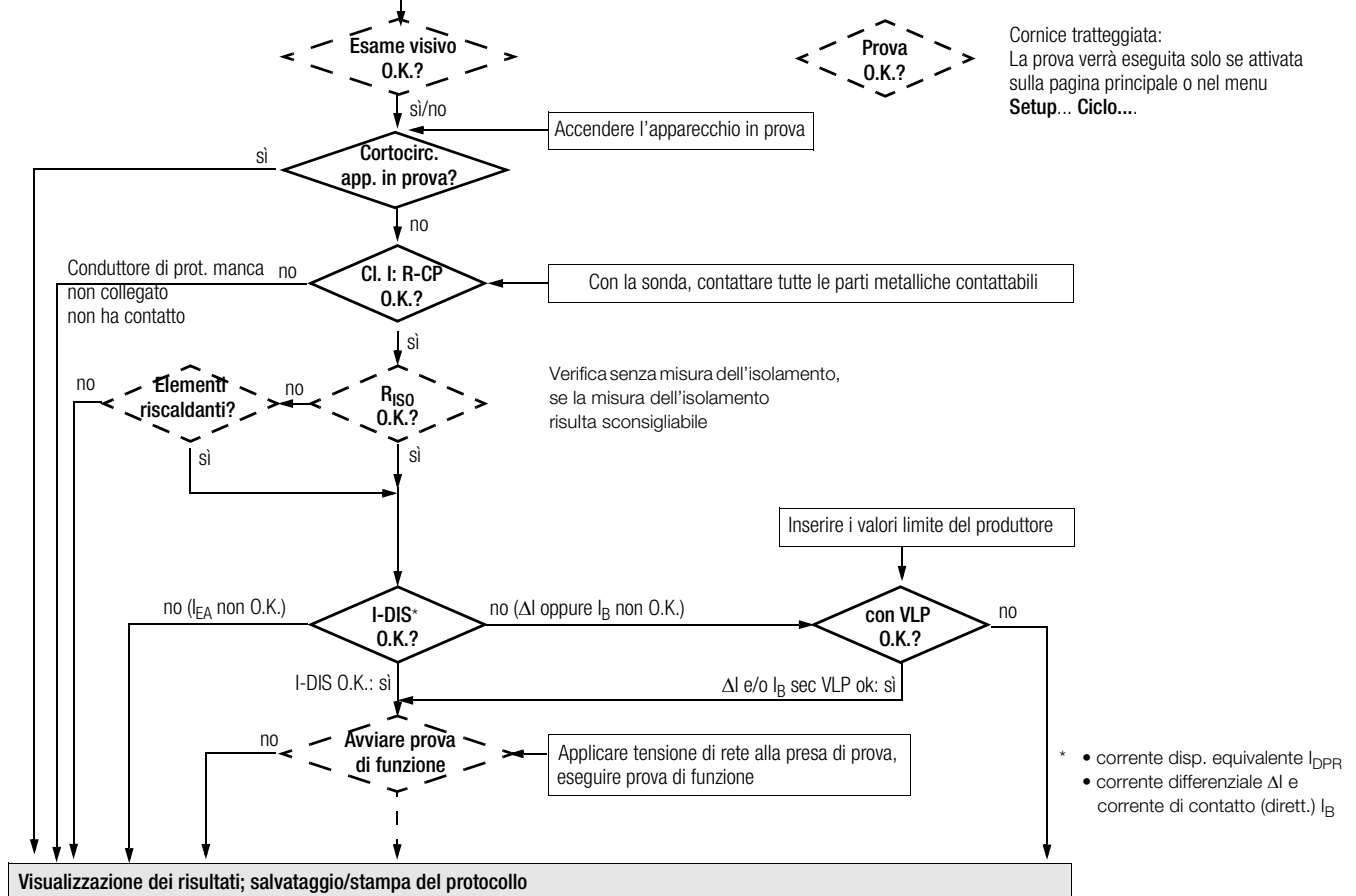 Esame visivo
O.K.?
Prova
O.K.?
Cornice tratteggiata:
La prova verrà eseguita solo se attivata
sulla pagina principale o nel menu
Setup... Ciclo....
sì/no
Accendere l'apparecchio in prova
sì
Cortocirc.
app. in prova?
no
Conduttore di prot. manca
non collegato
non ha contatto
no
Cl. I: R-CP
O.K.?
Con la sonda, contattare tutte le parti metalliche contattabili
sì
no
Elementi
riscaldanti?
no
RISO
O.K.?
Verifica senza misura dell'isolamento,
se la misura dell'isolamento
risulta sconsigliabile
sì
sì
Inserire i valori limite del produttore
no (IEA non O.K.)
I-DIS*
O.K.?
no (ΔI oppure IB non O.K.)
con VLP
O.K.?
no
I-DIS O.K.: sì
ΔI e/o IB sec VLP ok: sì
no
Avviare prova
di funzione
Applicare tensione di rete alla presa di prova,
eseguire prova di funzione
* • corrente disp. equivalente IDPR
• corrente differenziale ΔI e
corrente di contatto (dirett.) IB
Visualizzazione dei risultati; salvataggio/stampa del protocollo